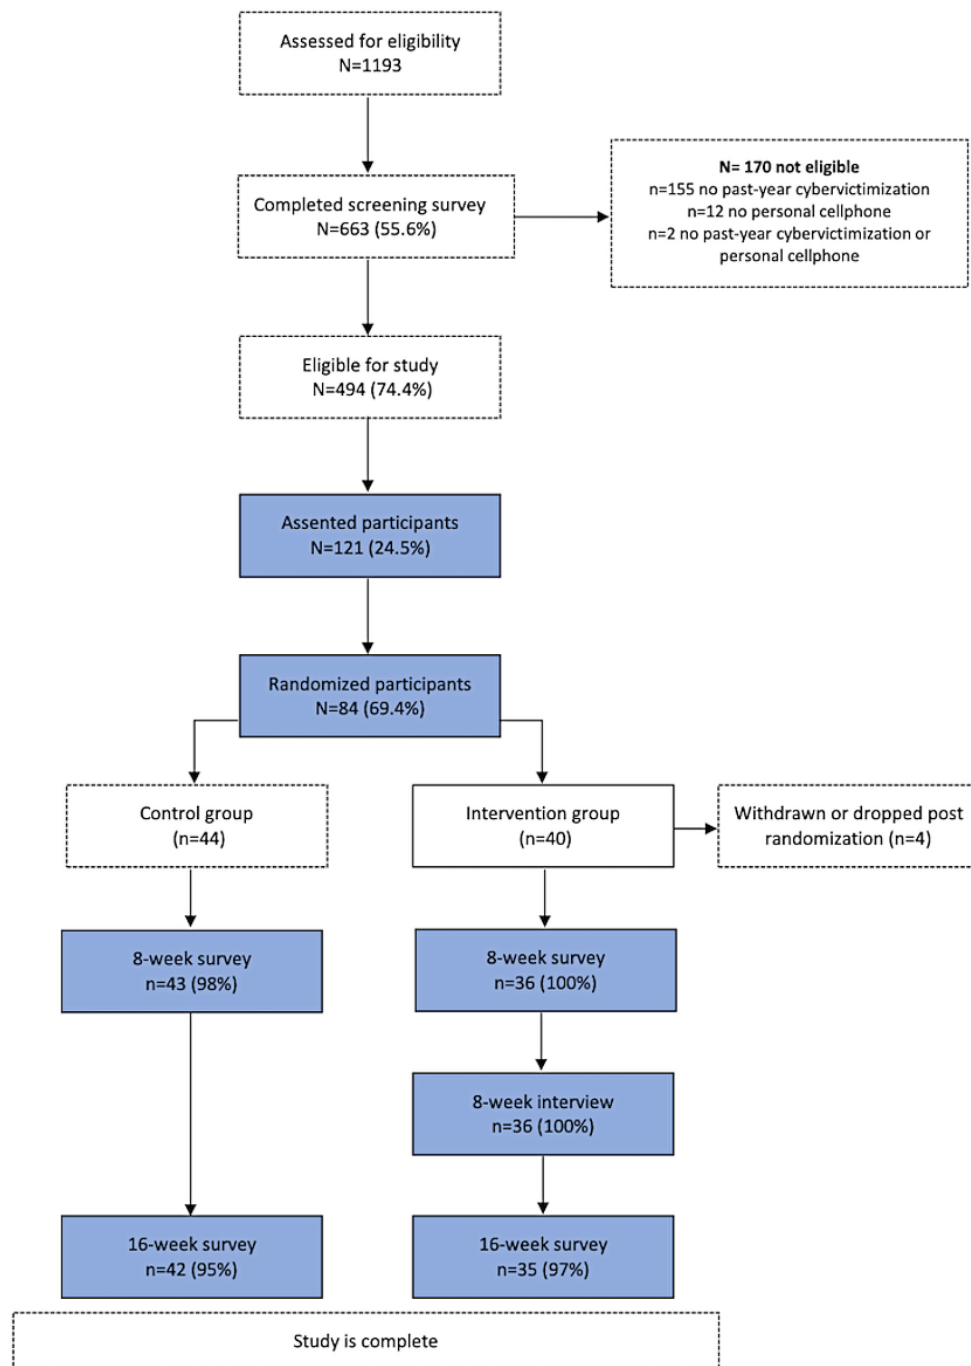 Assessed for eligibility
N=1193
N= 170 not eligible
n=155 no past-year cybervictimization
n=12 no personal cellphone
n=2 no past-year cybervictimization or
personal cellphone
Completed screening survey
N=663 (55.6%)
Eligible for study
N=494 (74.4%)
Assented participants
N=121 (24.5%)
Randomized participants
N=84 (69.4%)
Control group
(n=44)
Intervention group
(n=40)
Withdrawn or dropped post
randomization (n=4)
8-week survey
n=43 (98%)
8-week survey
n=36 (100%)
8-week interview
n=36 (100%)
16-week survey
n=42 (95%)
16-week survey
n=35 (97%)
Study is complete